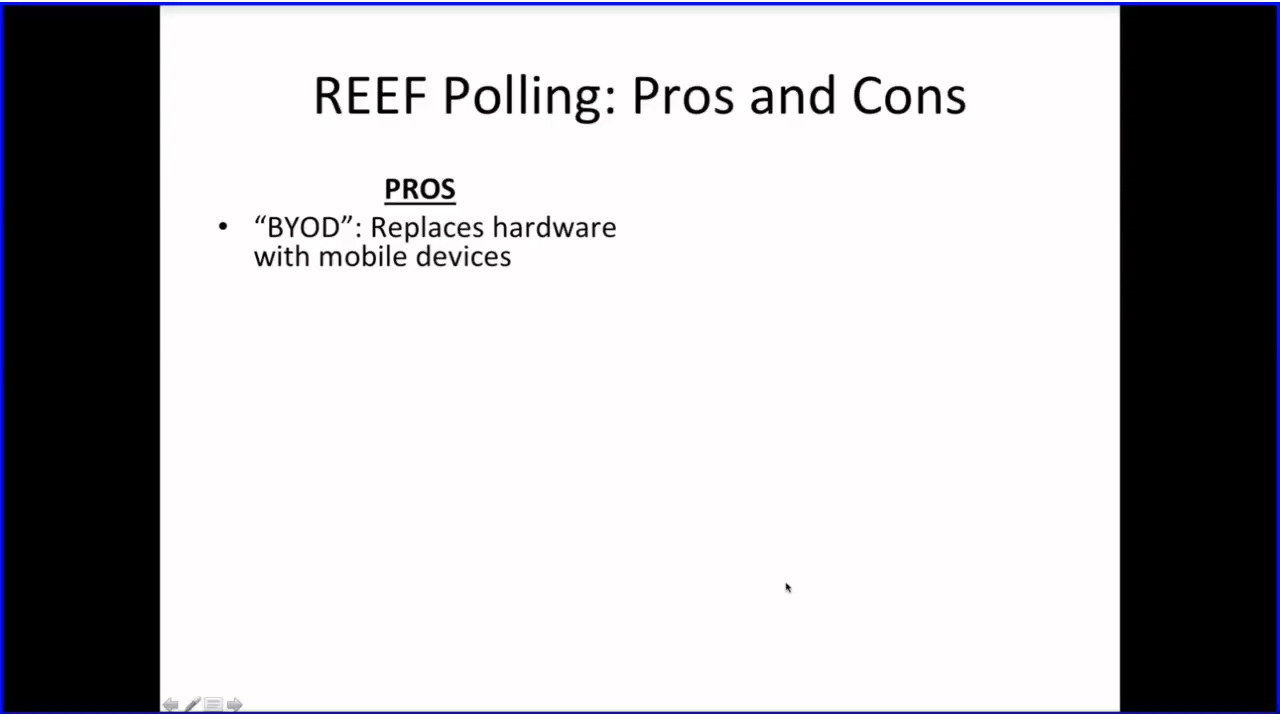 REEF Polling: Pros and Cons
PROS
• “BYOD”: Replaces hardware
with mobile devices